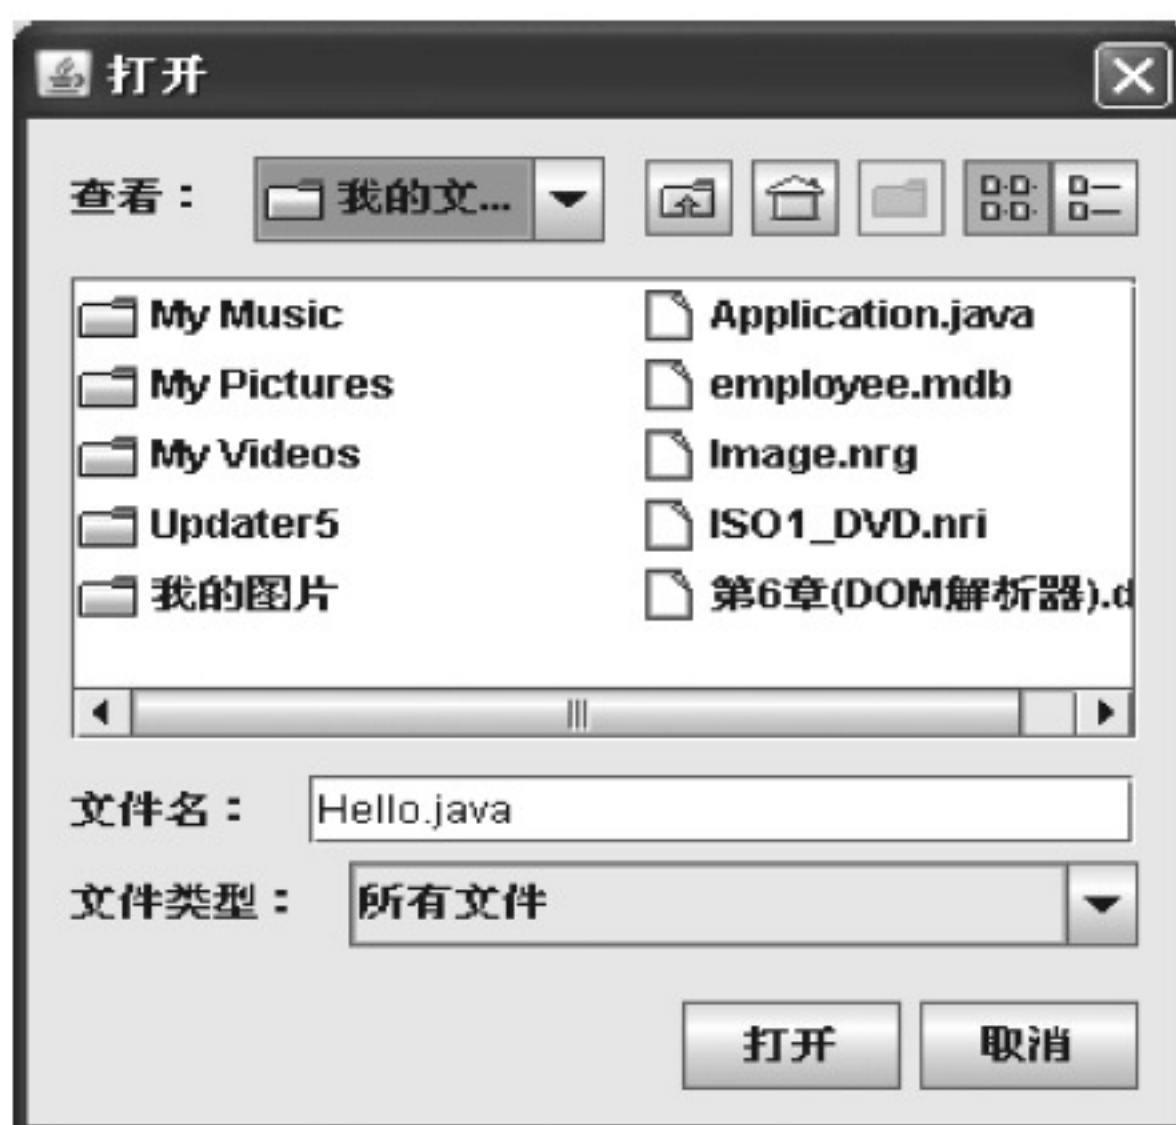 打开
查看：
我的文...
My Music
My Pictures
My Videos
Updater5
我的图片
Application.java
employee.mdb
Image.nrg
ISO1_DVD.nri
第6章(DOM解析器).d
文件名：
Hello.java
文件类型：
所有文件
打开
取消